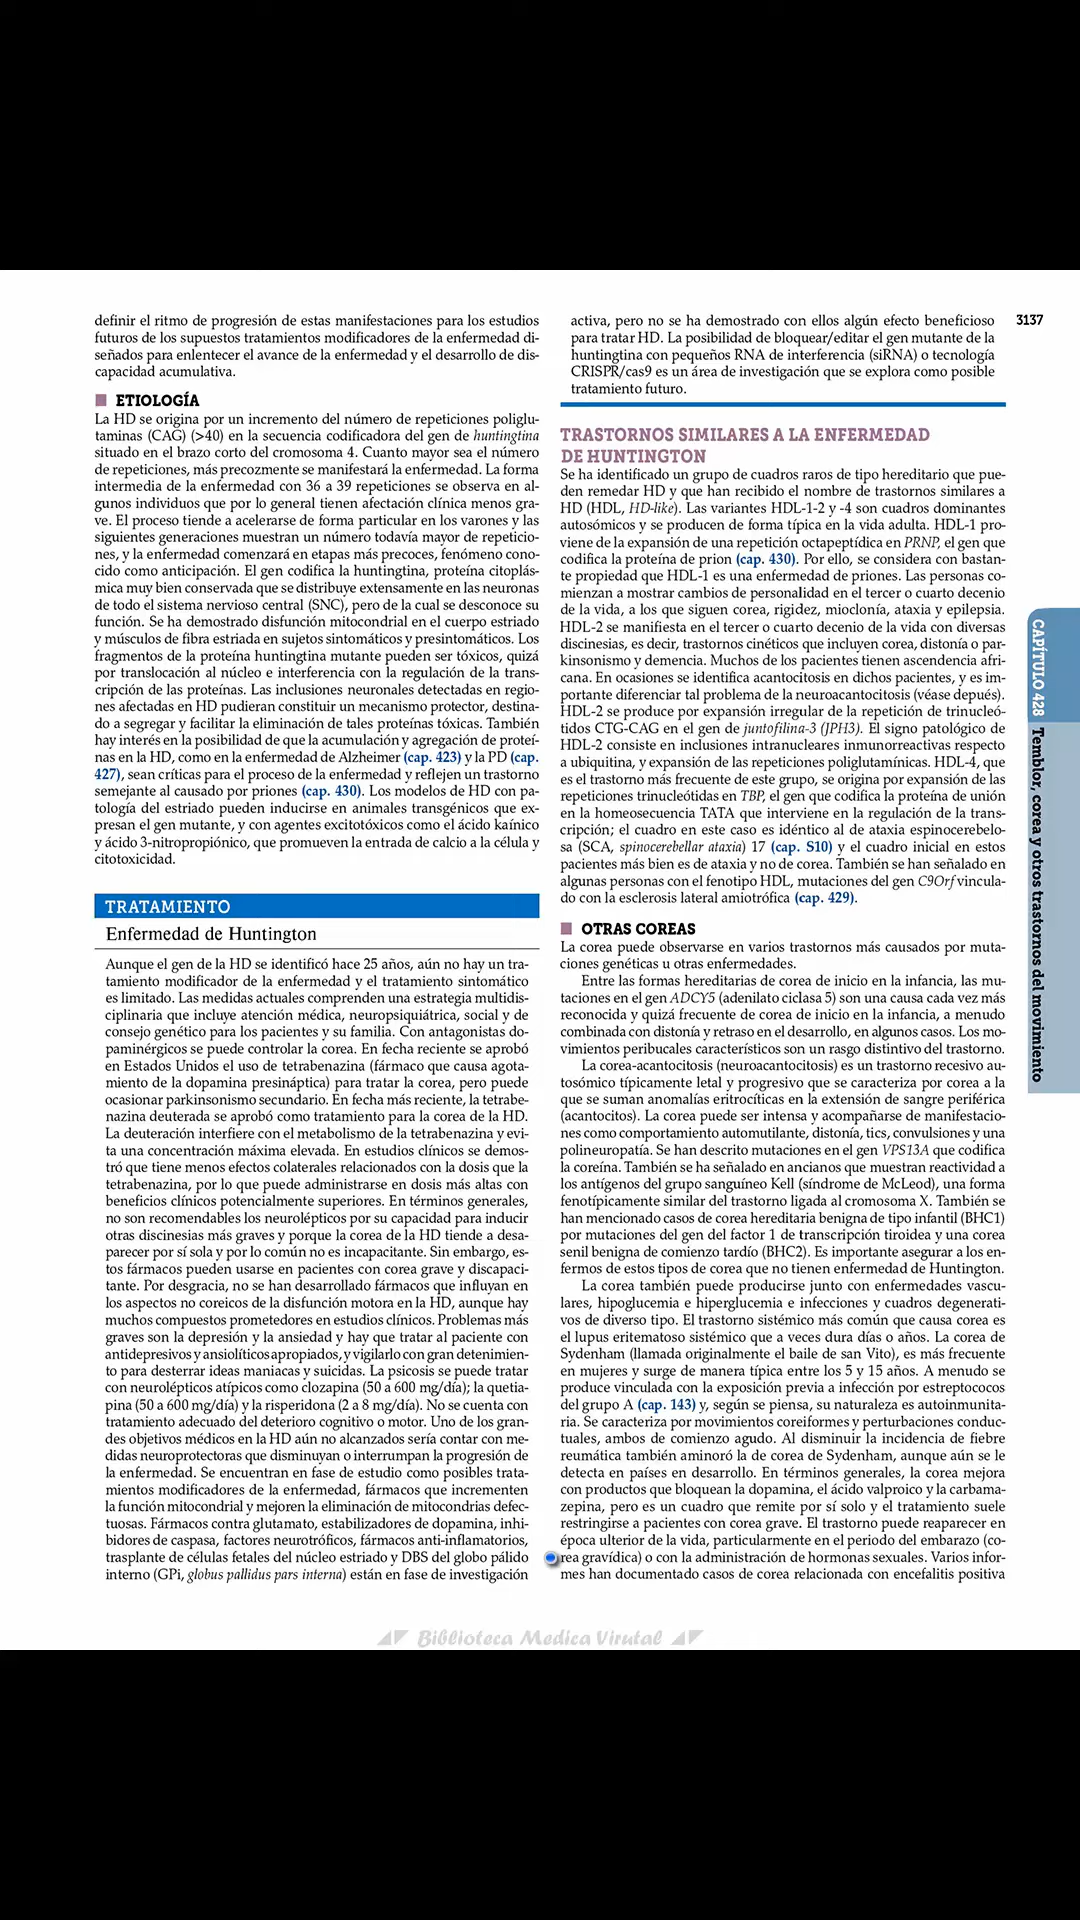 definir el ritmo de progresión de estas manifestaciones para los estudios
futuros de los supuestos tratamientos modificadores de la enfermedad di-
señados para enlentecer el avance de la enfermedad y el desarrollo de dis-
capacidad acumulativa.
ETIOLOGÍA
La HD se origina por un incremento del número de repeticiones poliglu-
taminas (CAG) (>40) en la secuencia codificadora del gen de huntingtina
situado en el brazo corto del cromosoma 4. Cuanto mayor sea el número
de repeticiones, más precozmente se manifestará la enfermedad. La forma
intermedia de la enfermedad con 36 a 39 repeticiones se observa en al-
gunos individuos que por lo general tienen afectación clínica menos gra-
ve. El proceso tiende a acelerarse de forma particular en los varones y las
siguientes generaciones muestran un número todavía mayor de repeticio-
nes, y la enfermedad comenzará en etapas más precoces, fenómeno cono-
cido como anticipación. El gen codifica la huntingtina, proteína citoplás-
mica muy bien conservada que se distribuye extensamente en las neuronas
de todo el sistema nervioso central (SNC), pero de la cual se desconoce su
función. Se ha demostrado disfunción mitocondrial en el cuerpo estriado
y músculos de fibra estriada en sujetos sintomáticos y presintomáticos. Los
fragmentos de la proteína huntingtina mutante pueden ser tóxicos, quizá
por translocación al núcleo e interferencia con la regulación de la trans-
cripción de las proteínas. Las inclusiones neuronales detectadas en regio-
nes afectadas en HD pudieran constituir un mecanismo protector, destina-
do a segregar y facilitar la eliminación de tales proteínas tóxicas. También
hay interés en la posibilidad de que la acumulación y agregación de proteí-
nas en la HD, como en la enfermedad de Alzheimer (cap. 423) y la PD (cap.
427), sean críticas para el proceso de la enfermedad y reflejen un trastorno
semejante al causado por priones (cap. 430). Los modelos de HD con pa-
tología del estriado pueden inducirse en animales transgénicos que ex-
presan el gen mutante, y con agentes excitotóxicos como el ácido kaínico
y ácido 3-nitropropiónico, que promueven la entrada de calcio a la célula y
citotoxicidad.
TRATAMIENTO
Enfermedad de Huntington
Aunque el gen de la HD se identificó hace 25 años, aún no hay un tra-
tamiento modificador de la enfermedad y el tratamiento sintomático
es limitado. Las medidas actuales comprenden una estrategia multidis-
ciplinaria que incluye atención médica, neuropsiquiátrica, social y de
consejo genético para los pacientes y su familia. Con antagonistas do-
paminérgicos se puede controlar la corea. En fecha reciente se aprobó
en Estados Unidos el uso de tetrabenazina (fármaco que causa agota-
miento de la dopamina presináptica) para tratar la corea, pero puede
ocasionar parkinsonismo secundario. En fecha más reciente, la tetrabe-
nazina deuterada se aprobó como tratamiento para la corea de la HD.
La deuteración interfiere con el metabolismo de la tetrabenazina y evi-
ta una concentración máxima elevada. En estudios clínicos se demos-
tró que tiene menos efectos colaterales relacionados con la dosis que la
tetrabenazina, por lo que puede administrarse en dosis más altas con
beneficios clínicos potencialmente superiores. En términos generales,
no son recomendables los neurolépticos por su capacidad para inducir
otras discinesias más graves y porque la corea de la HD tiende a desa-
parecer por sí sola y por lo común no es incapacitante. Sin embargo, es-
tos fármacos pueden usarse en pacientes con corea grave y discapaci-
tante. Por desgracia, no se han desarrollado fármacos que influyan en
los aspectos no coreicos de la disfunción motora en la HD, aunque hay
muchos compuestos prometedores en estudios clínicos. Problemas más
graves son la depresión y la ansiedad y hay que tratar al paciente con
antidepresivos y ansiolíticos apropiados, y vigilarlo con gran detenimien-
to para desterrar ideas maniacas y suicidas. La psicosis se puede tratar
con neurolépticos atípicos como clozapina (50 a 600 mg/día); la quetia-
pina (50 a 600 mg/día) y la risperidona (2 a 8 mg/día). No se cuenta con
tratamiento adecuado del deterioro cognitivo o motor. Uno de los gran-
des objetivos médicos en la HD aún no alcanzados sería contar con me-
didas neuroprotectoras que disminuyan o interrumpan la progresión de
la enfermedad. Se encuentran en fase de estudio como posibles trata-
mientos modificadores de la enfermedad, fármacos que incrementen
la función mitocondrial y mejoren la eliminación de mitocondrias defec-
tuosas. Fármacos contra glutamato, estabilizadores de dopamina, inhi-
bidores de caspasa, factores neurotróficos, fármacos anti-inflamatorios,
trasplante de células fetales del núcleo estriado y DBS del globo pálido
interno (GPi, globus pallidus pars interna) están en fase de investigación
activa, pero no se ha demostrado con ellos algún efecto beneficioso
para tratar HD. La posibilidad de bloquear/editar el gen mutante de la
huntingtina con pequeños RNA de interferencia (siRNA) o tecnología
CRISPR/cas9 es un área de investigación que se explora como posible
tratamiento futuro.
TRASTORNOS SIMILARES A LA ENFERMEDAD
DE HUNTINGTON
Se ha identificado un grupo de cuadros raros de tipo hereditario que pue-
den remedar HD y que han recibido el nombre de trastornos similares a
HD (HDL, HD-like). Las variantes HDL-1-2 y -4 son cuadros dominantes
autosómicos y se producen de forma típica en la vida adulta. HDL-1 pro-
viene de la expansión de una repetición octapeptídica en PRNP, el gen que
codifica la proteína de prion (cap. 430). Por ello, se considera con bastan-
te propiedad que HDL-1 es una enfermedad de priones. Las personas co-
mienzan a mostrar cambios de personalidad en el tercer o cuarto decenio
de la vida, a los que siguen corea, rigidez, mioclonía, ataxia y epilepsia.
HDL-2 se manifiesta en el tercer o cuarto decenio de la vida con diversas
discinesias, es decir, trastornos cinéticos que incluyen corea, distonía o par-
kinsonismo y demencia. Muchos de los pacientes tienen ascendencia afri-
cana. En ocasiones se identifica acantocitosis en dichos pacientes, y es im-
portante diferenciar tal problema de la neuroacantocitosis (véase depués).
HDL-2 se produce por expansión irregular de la repetición de trinucleó-
tidos CTG-CAG en el gen de juntofilina-3 (JPH3). El signo patológico de
HDL-2 consiste en inclusiones intranucleares inmunorreactivas respecto
a ubiquitina, y expansión de las repeticiones poliglutamínicas. HDL-4, que
es el trastorno más frecuente de este grupo, se origina por expansión de las
repeticiones trinucleótidas en TBP, el gen que codifica la proteína de unión
en la homeosecuencia TATA que interviene en la regulación de la trans-
cripción; el cuadro en este caso es idéntico al de ataxia espinocerebelo-
sa (SCA, spinocerebellar ataxia) 17 (cap. S10) y el cuadro inicial en estos
pacientes más bien es de ataxia y no de corea. También se han señalado en
algunas personas con el fenotipo HDL, mutaciones del gen C9Orf vincula-
do con la esclerosis lateral amiotrófica (cap. 429).
OTRAS COREAS
La corea puede observarse en varios trastornos más causados por muta-
ciones genéticas u otras enfermedades.
Entre las formas hereditarias de corea de inicio en la infancia, las mu-
taciones en el gen ADCY5 (adenilato ciclasa 5) son una causa cada vez más
reconocida y quizá frecuente de corea de inicio en la infancia, a menudo
combinada con distonía y retraso en el desarrollo, en algunos casos. Los mo-
vimientos peribucales característicos son un rasgo distintivo del trastorno.
La corea-acantocitosis (neuroacantocitosis) es un trastorno recesivo au-
tosómico típicamente letal y progresivo que se caracteriza por corea a la
que se suman anomalías eritrocíticas en la extensión de sangre periférica
(acantocitos). La corea puede ser intensa y acompañarse de manifestacio-
nes como comportamiento automutilante, distonía, tics, convulsiones y una
polineuropatía. Se han descrito mutaciones en el gen VPS13A que codifica
la coreína. También se ha señalado en ancianos que muestran reactividad a
los antígenos del grupo sanguíneo Kell (síndrome de McLeod), una forma
fenotípicamente similar del trastorno ligada al cromosoma X. También se
han mencionado casos de corea hereditaria benigna de tipo infantil (BHC1)
por mutaciones del gen del factor 1 de transcripción tiroidea y una corea
senil benigna de comienzo tardío (BHC2). Es importante asegurar a los en-
fermos de estos tipos de corea que no tienen enfermedad de Huntington.
La corea también puede producirse junto con enfermedades vascu-
lares, hipoglucemia e hiperglucemia e infecciones y cuadros degenerati-
vos de diverso tipo. El trastorno sistémico más común que causa corea es
el lupus eritematoso sistémico que a veces dura días o años. La corea de
Sydenham (llamada originalmente el baile de san Vito), es más frecuente
en mujeres y surge de manera típica entre los 5 y 15 años. A menudo se
produce vinculada con la exposición previa a infección por estreptococos
del grupo A (cap. 143) y, según se piensa, su naturaleza es autoinmunita-
ria. Se caracteriza por movimientos coreiformes y perturbaciones conduc-
tuales, ambos de comienzo agudo. Al disminuir la incidencia de fiebre
reumática también aminoró la de corea de Sydenham, aunque aún se le
detecta en países en desarrollo. En términos generales, la corea mejora
con productos que bloquean la dopamina, el ácido valproico y la carbama-
zepina, pero es un cuadro que remite por sí solo y el tratamiento suele
restringirse a pacientes con corea grave. El trastorno puede reaparecer en
época ulterior de la vida, particularmente en el periodo del embarazo (co-
rea gravídica) o con la administración de hormonas sexuales. Varios infor-
mes han documentado casos de corea relacionada con encefalitis positiva
3137
CAPÍTULO 428 Temblor, corea y otros trastornos del movimiento
Biblioteca Medica Virutal